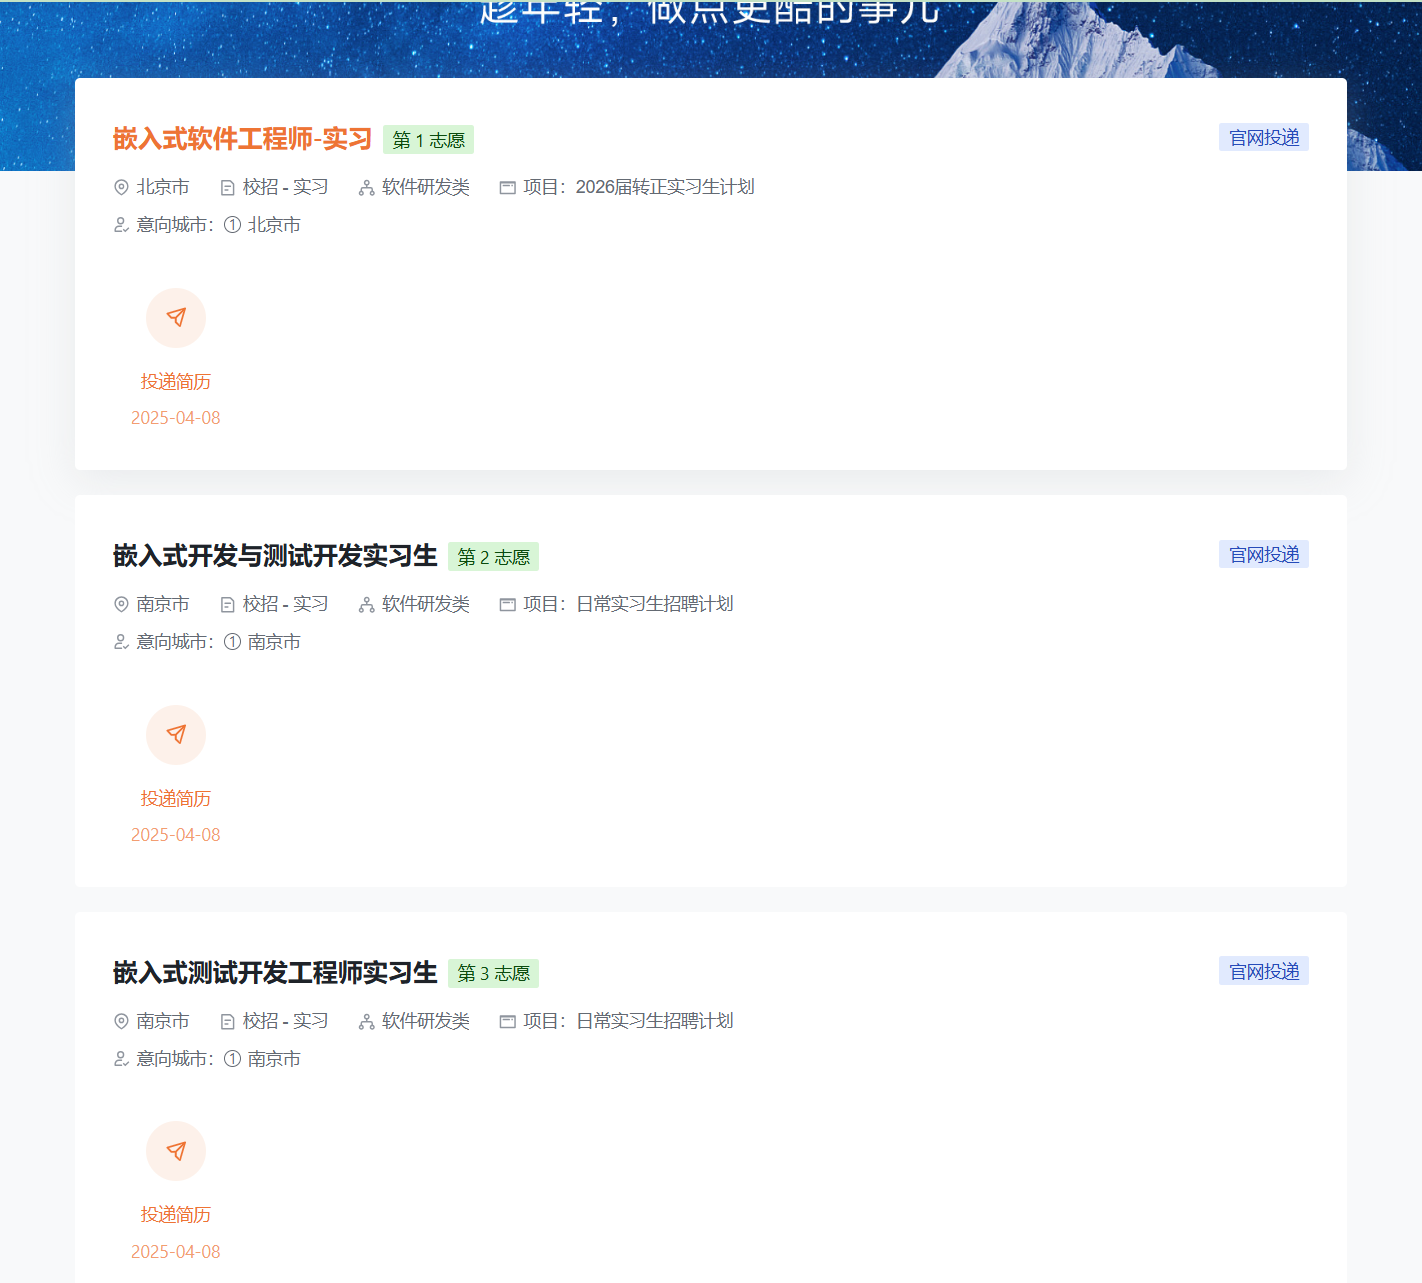 趁年轻，做点更酷的事儿
嵌入式软件工程师-实习 第 1 志愿 官网投递
北京市 校招 - 实习 软件研发类 项目：2026届转正实习生计划
意向城市：① 北京市
投递简历
2025-04-08
嵌入式开发与测试开发实习生 第 2 志愿 官网投递
南京市 校招 - 实习 软件研发类 项目：日常实习生招聘计划
意向城市：① 南京市
投递简历
2025-04-08
嵌入式测试开发工程师实习生 第 3 志愿 官网投递
南京市 校招 - 实习 软件研发类 项目：日常实习生招聘计划
意向城市：① 南京市
投递简历
2025-04-08